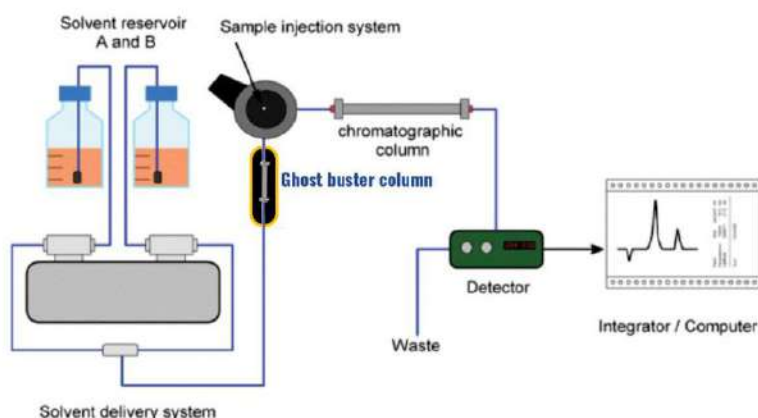 Solvent reservoir
A and B
Sample injection system
chromatographic
column
Ghost buster column
Detector
Waste
Integrator / Computer
Solvent delivery system